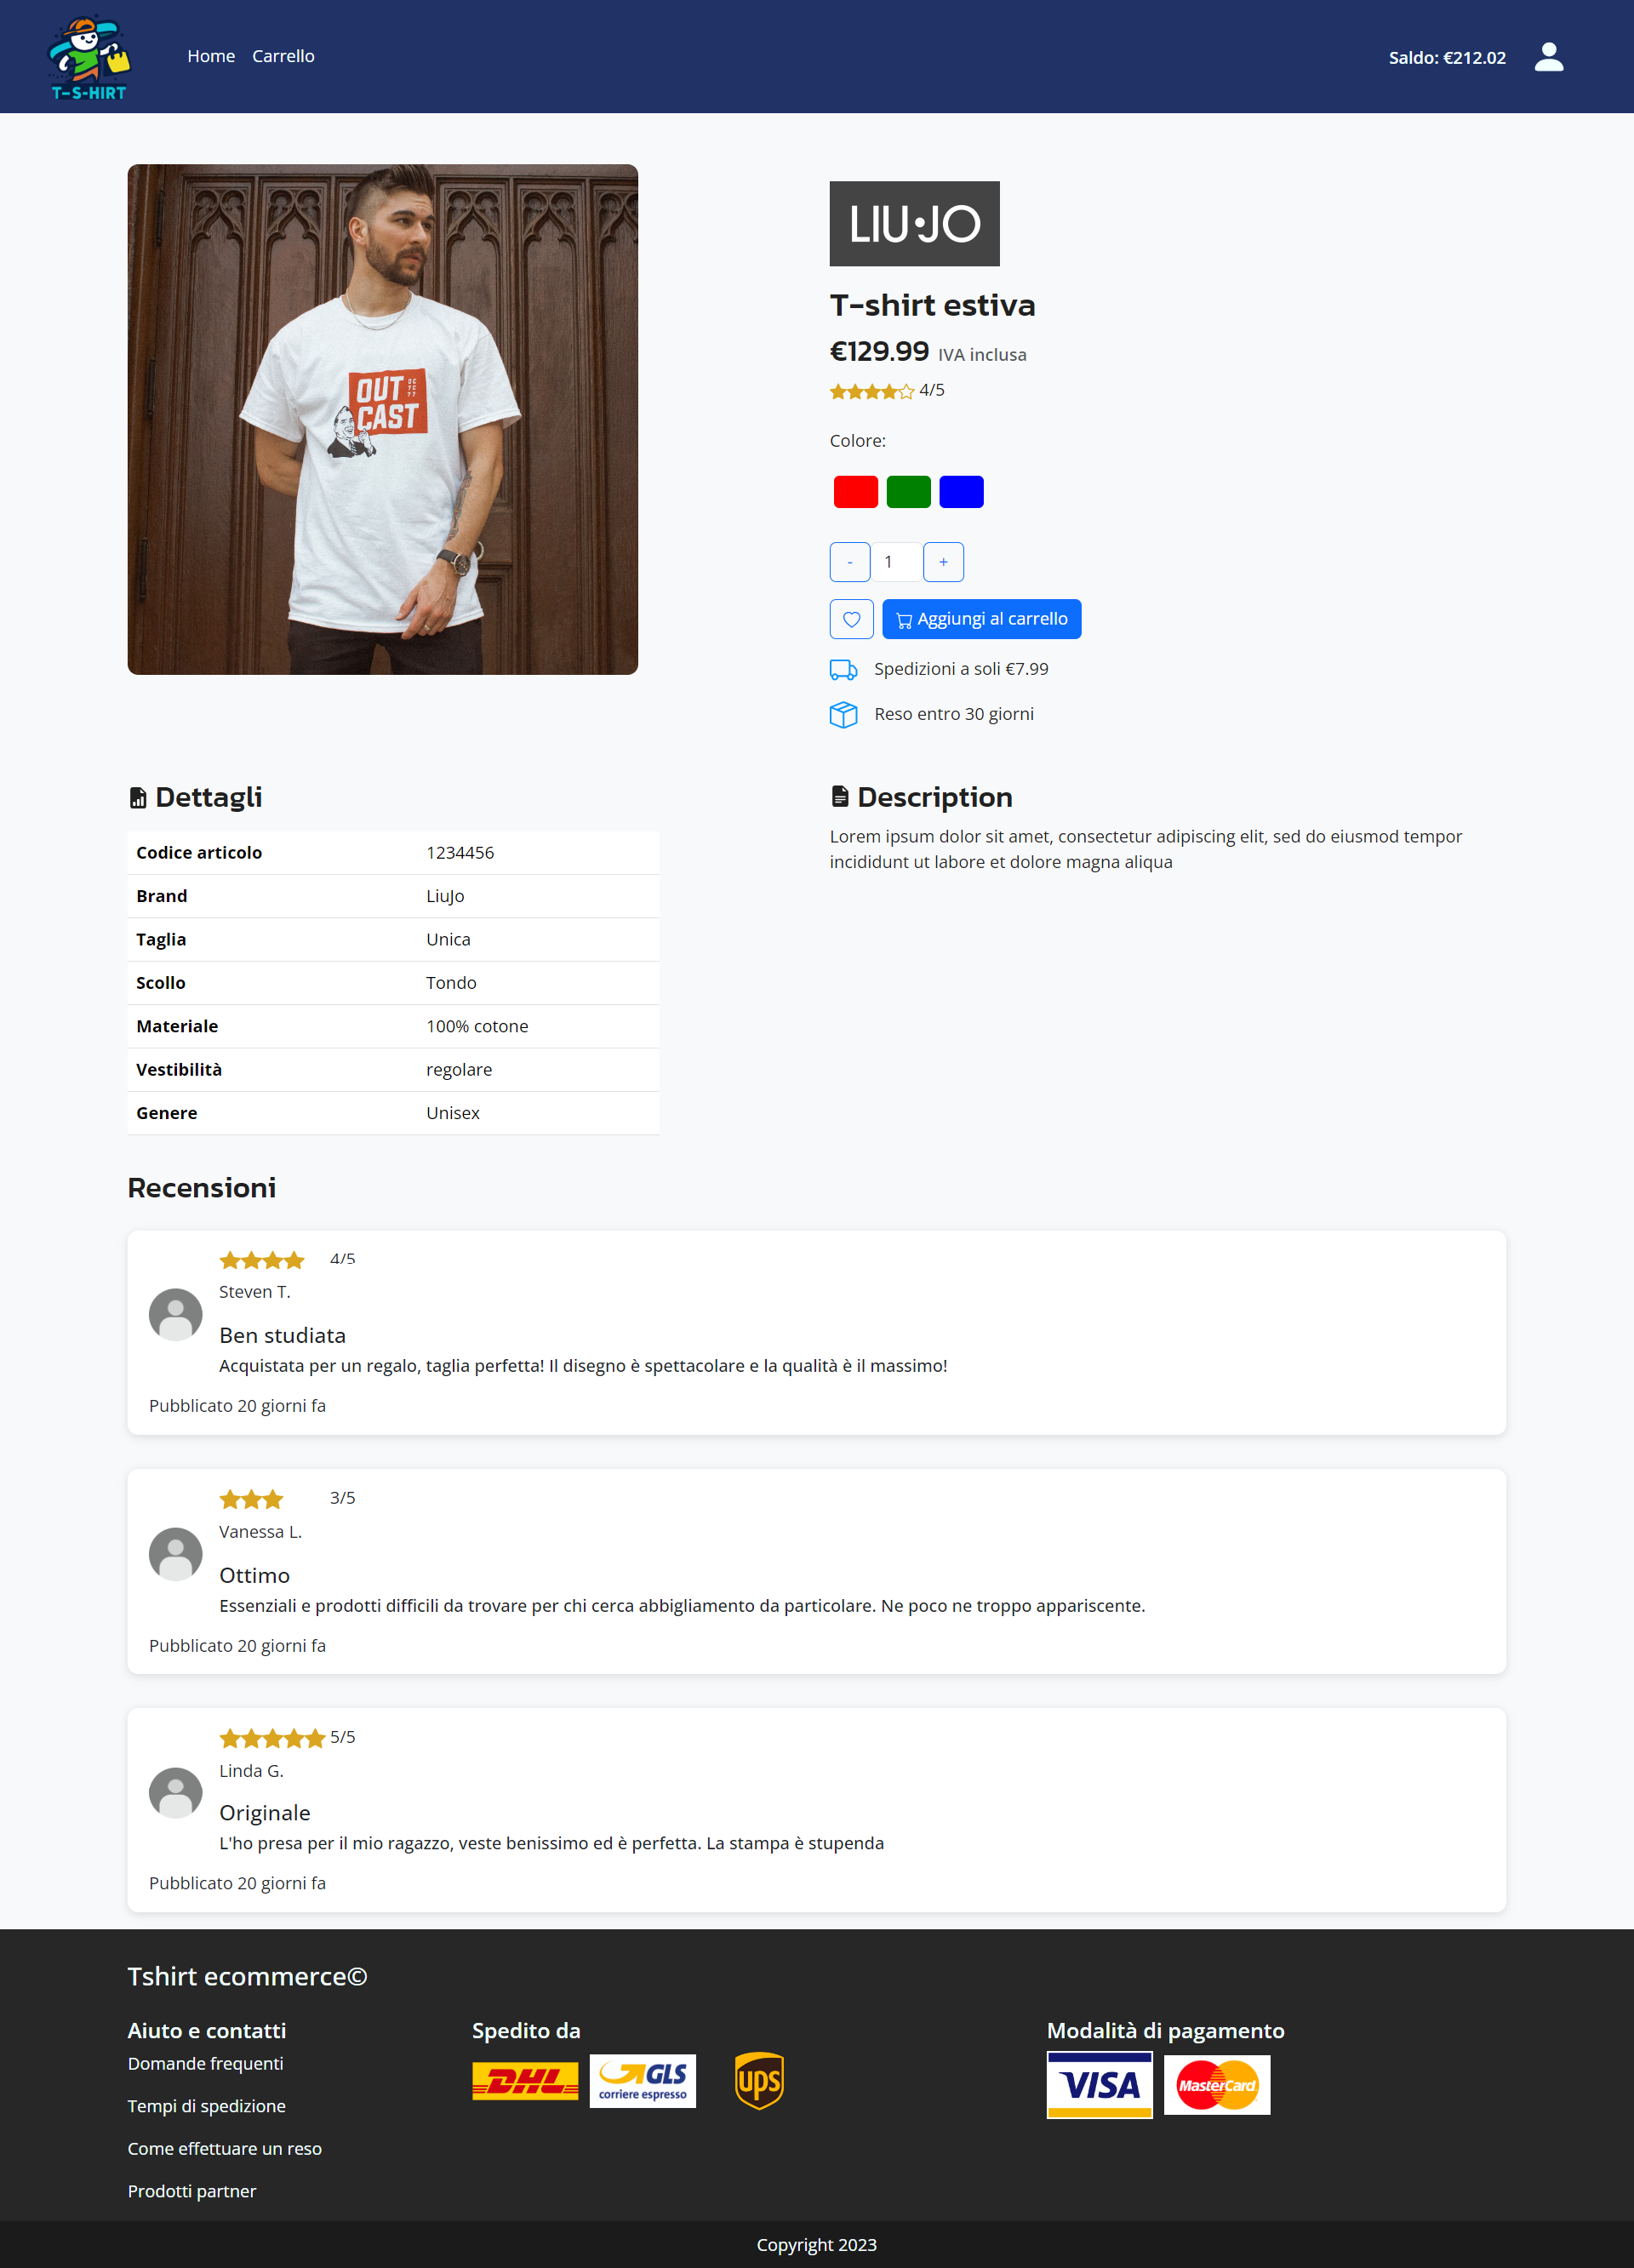 T-S-HIRT
Home Carrello
Saldo: €212.02
OUT
CAST
LIU·JO
T-shirt estiva
€129.99 IVA inclusa
4/5
Colore:
- 1 +
Aggiungi al carrello
Spedizioni a soli €7.99
Reso entro 30 giorni
Dettagli
Codice articolo 1234456
Brand LiuJo
Taglia Unica
Scollo Tondo
Materiale 100% cotone
Vestibilità regolare
Genere Unisex
Description
Lorem ipsum dolor sit amet, consectetur adipiscing elit, sed do eiusmod tempor
incididunt ut labore et dolore magna aliqua
Recensioni
4/5
Steven T.
Ben studiata
Acquistata per un regalo, taglia perfetta! Il disegno è spettacolare e la qualità è il massimo!
Pubblicato 20 giorni fa
3/5
Vanessa L.
Ottimo
Essenziali e prodotti difficili da trovare per chi cerca abbigliamento da particolare. Ne poco ne troppo appariscente.
Pubblicato 20 giorni fa
5/5
Linda G.
Originale
L'ho presa per il mio ragazzo, veste benissimo ed è perfetta. La stampa è stupenda
Pubblicato 20 giorni fa
Tshirt ecommerce©
Aiuto e contatti
Domande frequenti
Tempi di spedizione
Come effettuare un reso
Prodotti partner
Spedito da
DHL
GLS
corriere espresso
ups
Modalità di pagamento
VISA
MasterCard
Copyright 2023